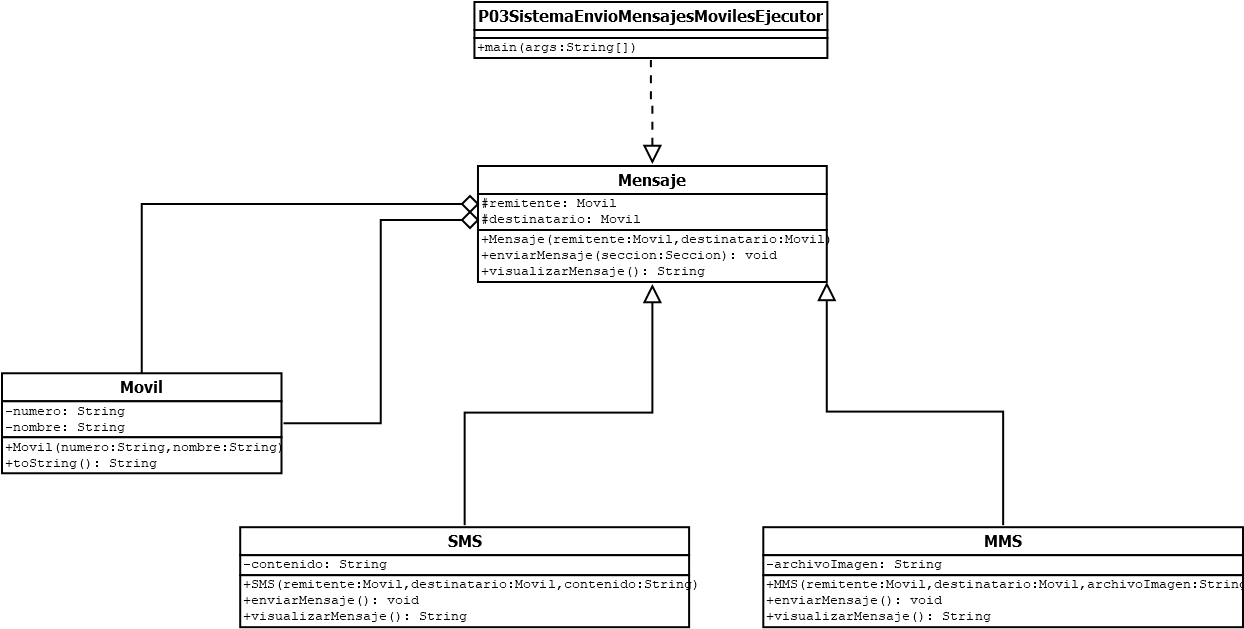 P03SistemaEnvioMensajesMovilesEjecutor
+main(args:String[])
Mensaje
#remitente: Movil
#destinatario: Movil
+Mensaje(remitente:Movil,destinatario:Movil)
+enviarMensaje(seccion:Seccion): void
+visualizarMensaje(): String
Movil
-numero: String
-nombre: String
+Movil(numero:String,nombre:String)
+toString(): String
SMS
-contenido: String
+SMS(remitente:Movil,destinatario:Movil,contenido:String)
+enviarMensaje(): void
+visualizarMensaje(): String
MMS
-archivoImagen: String
+MMS(remitente:Movil,destinatario:Movil,archivoImagen:String
+enviarMensaje(): void
+visualizarMensaje(): String